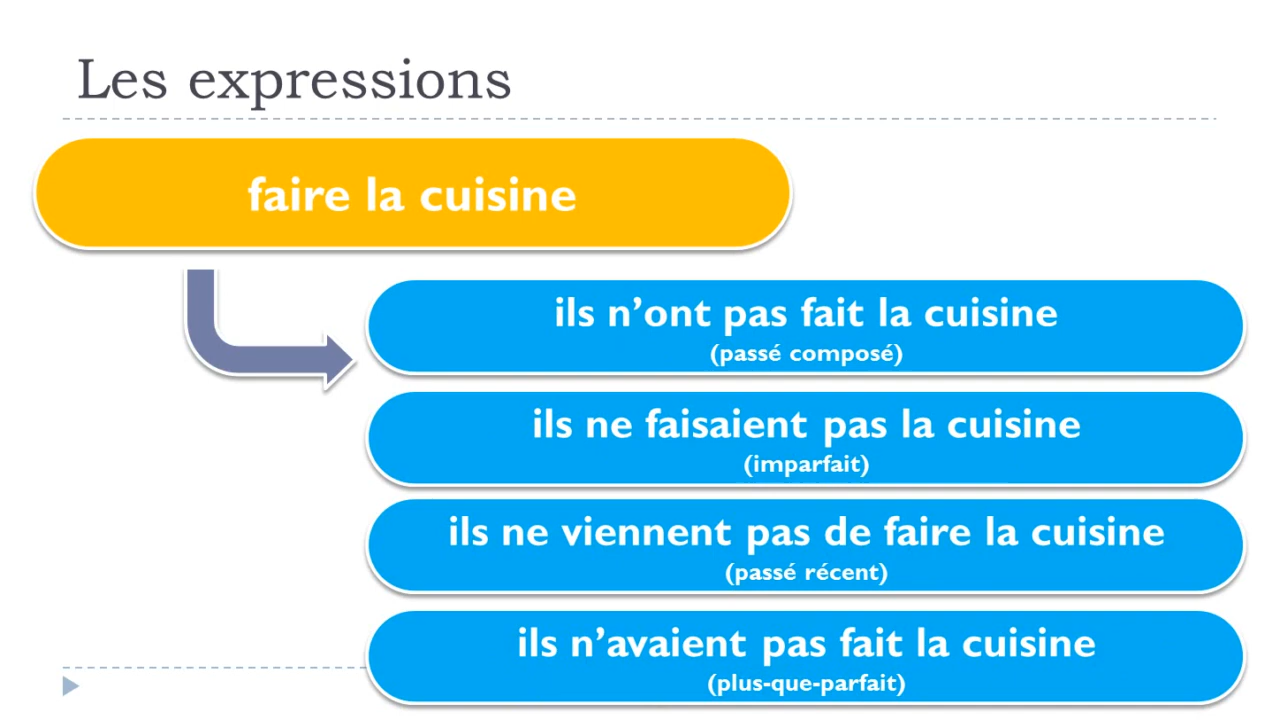 Les expressions
faire la cuisine
ils n’ont pas fait la cuisine
(passé composé)
ils ne faisaient pas la cuisine
(imparfait)
ils ne viennent pas de faire la cuisine
(passé récent)
ils n’avaient pas fait la cuisine
(plus-que-parfait)